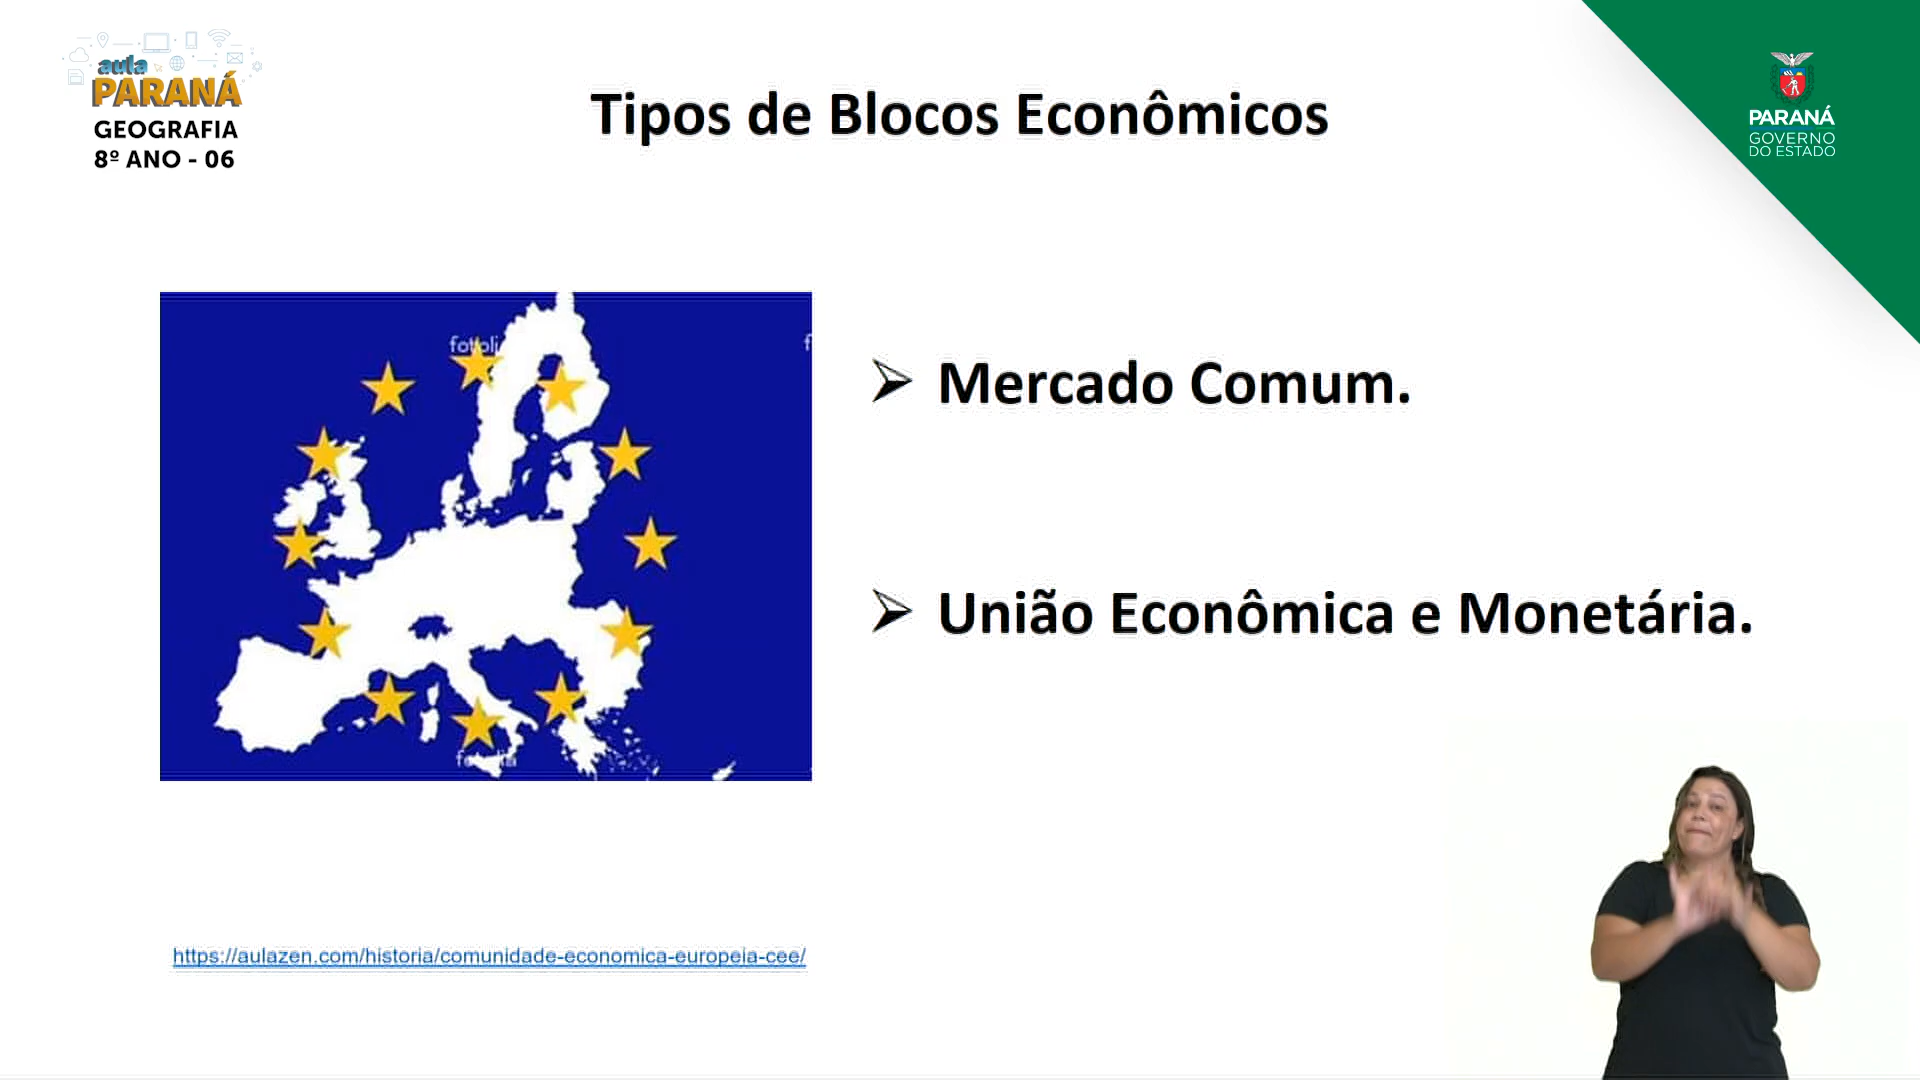 aula
PARANÁ
GEOGRAFIA
8º ANO - 06
Tipos de Blocos Econômicos
PARANÁ
GOVERNO
DO ESTADO
➢ Mercado Comum.
➢ União Econômica e Monetária.
https://aulazen.com/historia/comunidade-economica-europeia-cee/